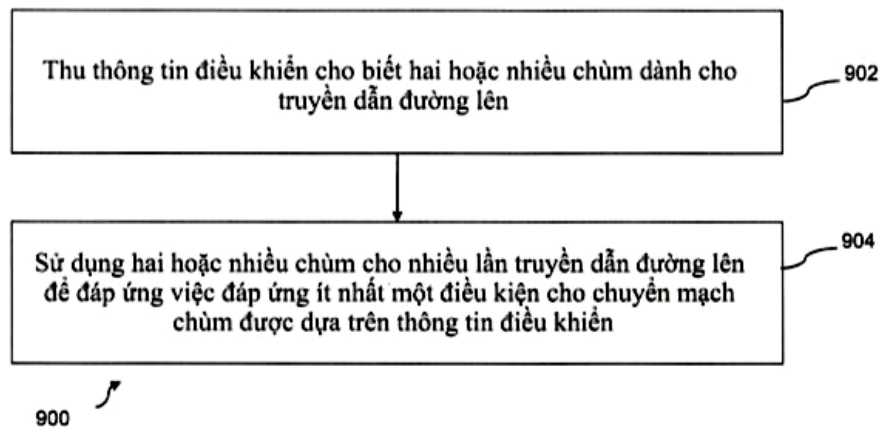 Thu thông tin điều khiển cho biết hai hoặc nhiều chùm dành cho
truyền dẫn đường lên
902
Sử dụng hai hoặc nhiều chùm cho nhiều lần truyền dẫn đường lên
để đáp ứng việc đáp ứng ít nhất một điều kiện cho chuyển mạch
chùm được dựa trên thông tin điều khiển
904
900